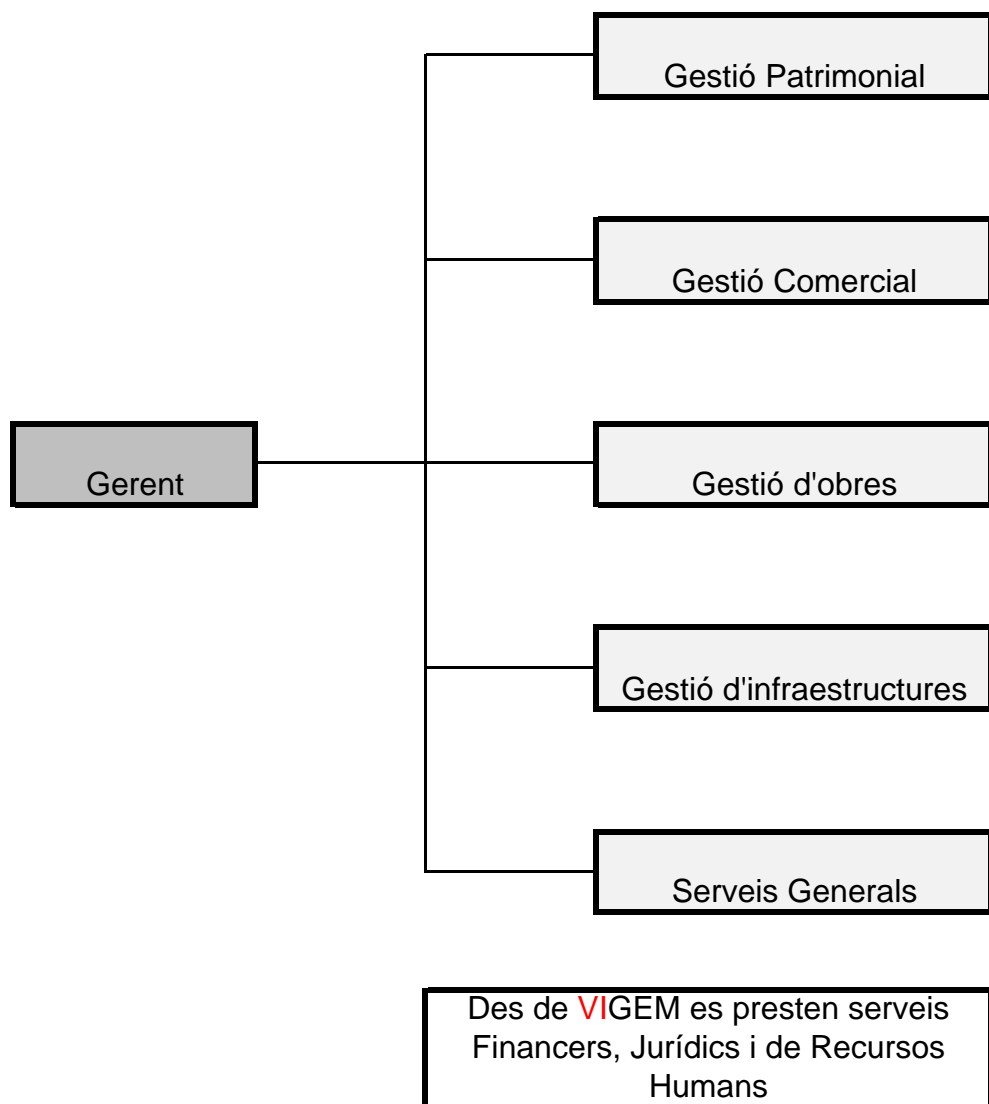 Gestió Patrimonial
Gestió Comercial
Gerent
Gestió d'obres
Gestió d'infraestructures
Serveis Generals
Des de VIGEM es presten serveis
Financers, Jurídics i de Recursos
Humans